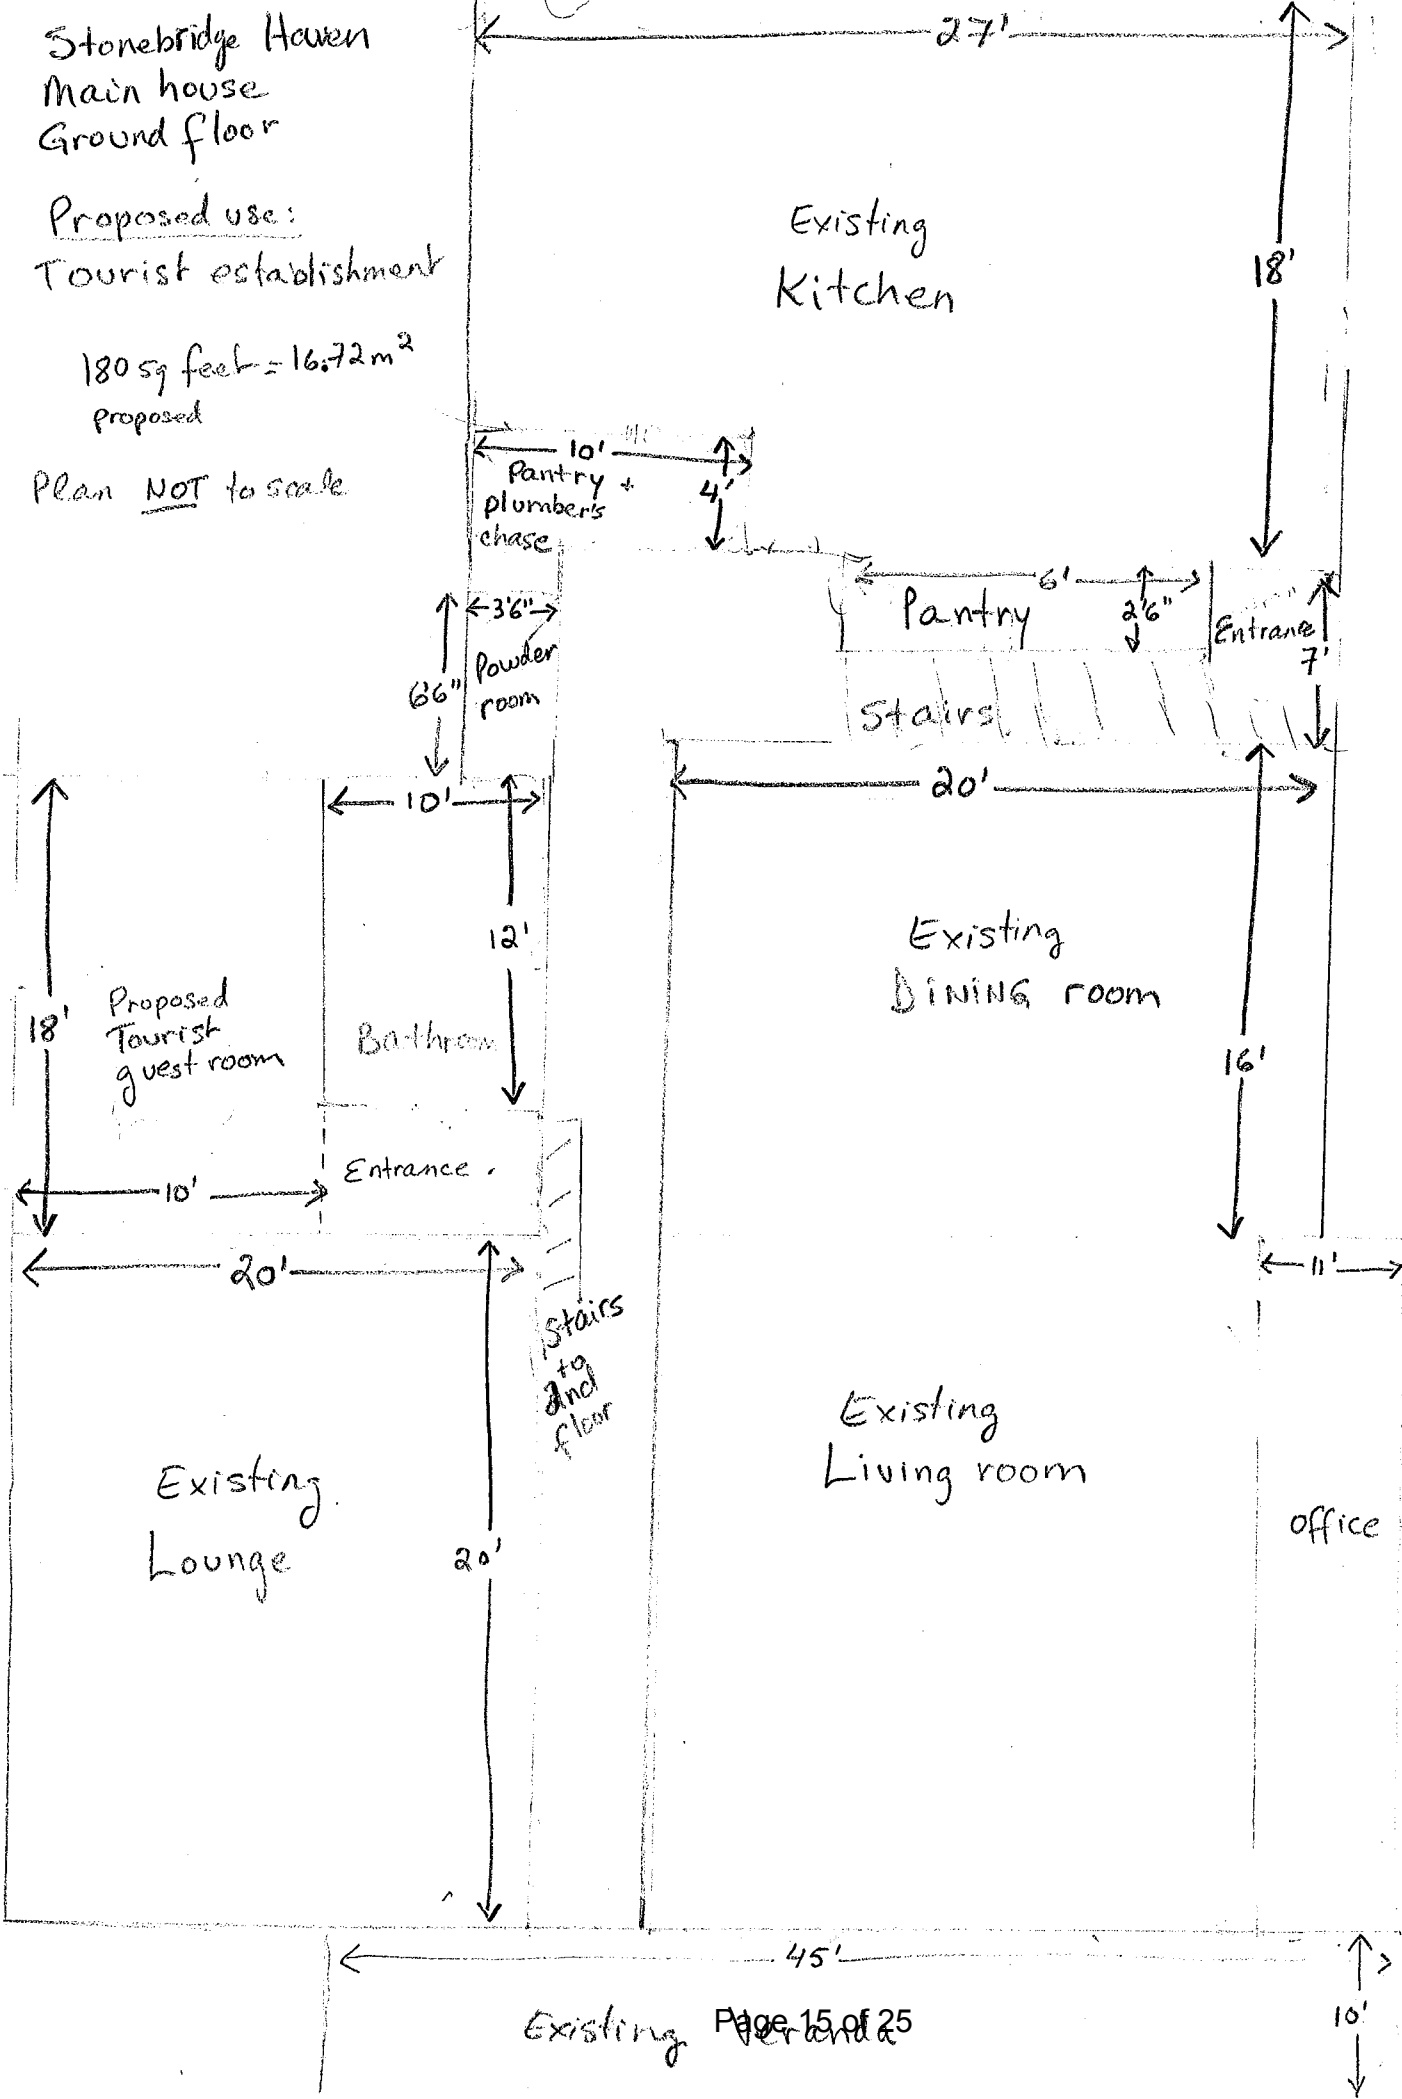 Stonebridge Haven
Main house
Ground floor
Proposed use:
Tourist establishment
180 sq feet = 16.72 m²
proposed
Plan NOT to scale
27'
18'
Existing
Kitchen
10'
4'
Pantry +
plumber's
chase
6'
2'6"
Pantry
Entrance
7'
Stairs
3'6"
6'6"
Powder
room
10'
12'
20'
18'
Proposed
Tourist
guest room
Bathroom
Existing
DINING room
16'
10'
Entrance
20'
11'
Stairs
to
2nd
floor
Existing
Lounge
20'
Existing
Living room
Office
45'
10'
Existing Veranda
Page 15 of 25